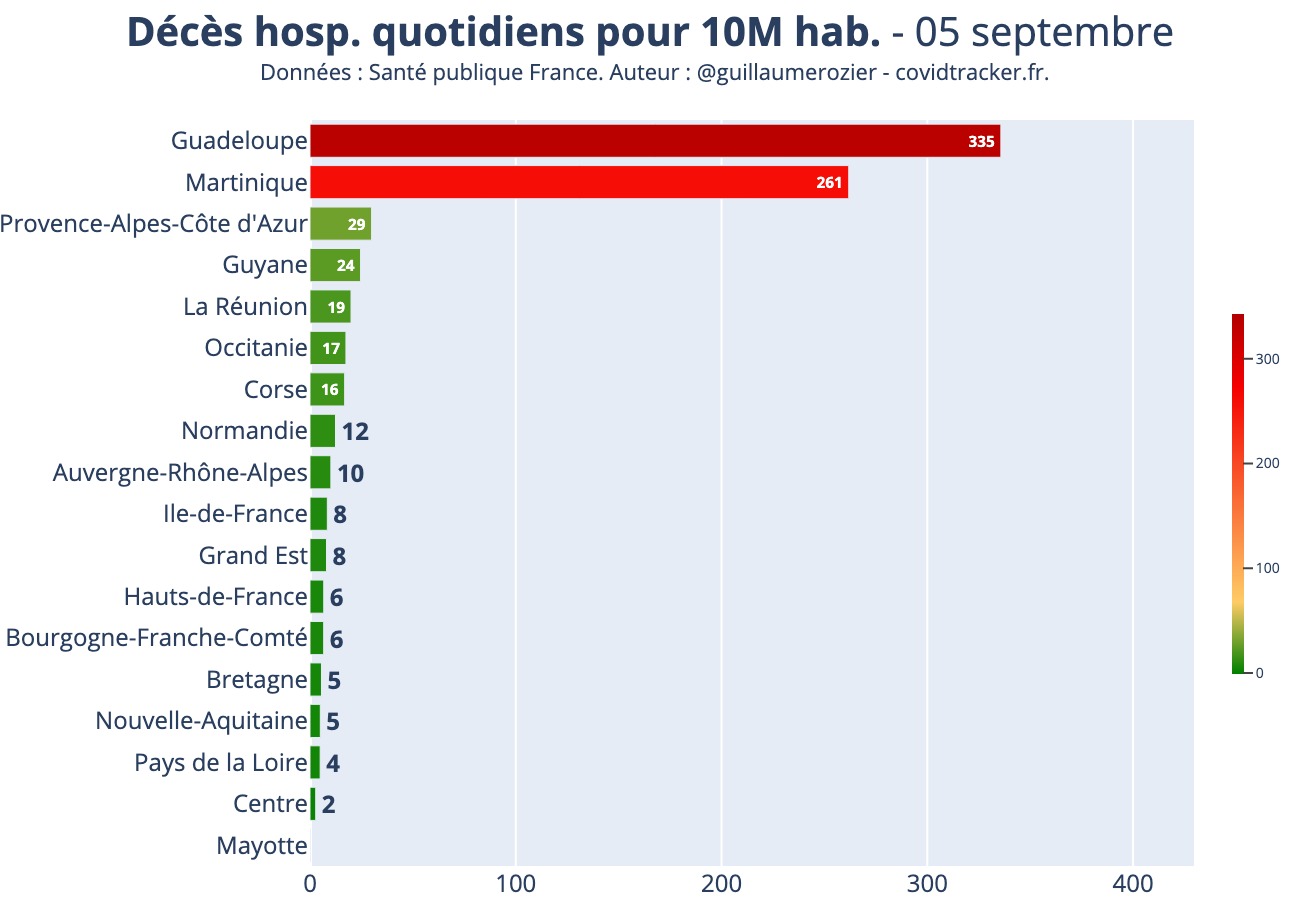 Décès hosp. quotidiens pour 10M hab. - 05 septembre
Données : Santé publique France. Auteur : @guillaumerozier - covidtracker.fr.
Guadeloupe 335
Martinique 261
Provence-Alpes-Côte d'Azur 29
Guyane 24
La Réunion 19
Occitanie 17
Corse 16
Normandie 12
Auvergne-Rhône-Alpes 10
Ile-de-France 8
Grand Est 8
Hauts-de-France 6
Bourgogne-Franche-Comté 6
Bretagne 5
Nouvelle-Aquitaine 5
Pays de la Loire 4
Centre 2
Mayotte
0 100 200 300 400
300
200
100
0